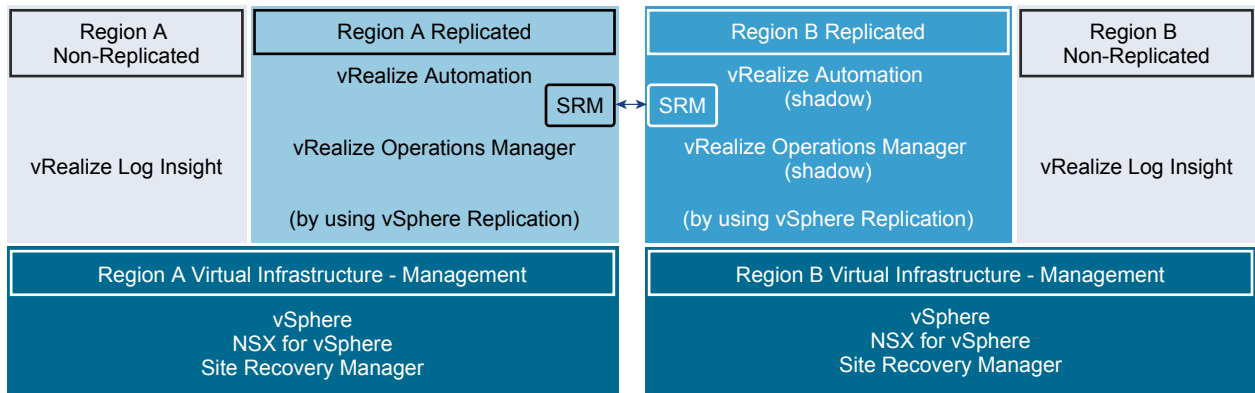 Region A
Non-Replicated
vRealize Log Insight
Region A Replicated
vRealize Automation
SRM
vRealize Operations Manager
(by using vSphere Replication)
Region B Replicated
vRealize Automation
(shadow)
SRM
vRealize Operations Manager
(shadow)
(by using vSphere Replication)
Region B
Non-Replicated
vRealize Log Insight
Region A Virtual Infrastructure - Management
vSphere
NSX for vSphere
Site Recovery Manager
Region B Virtual Infrastructure - Management
vSphere
NSX for vSphere
Site Recovery Manager